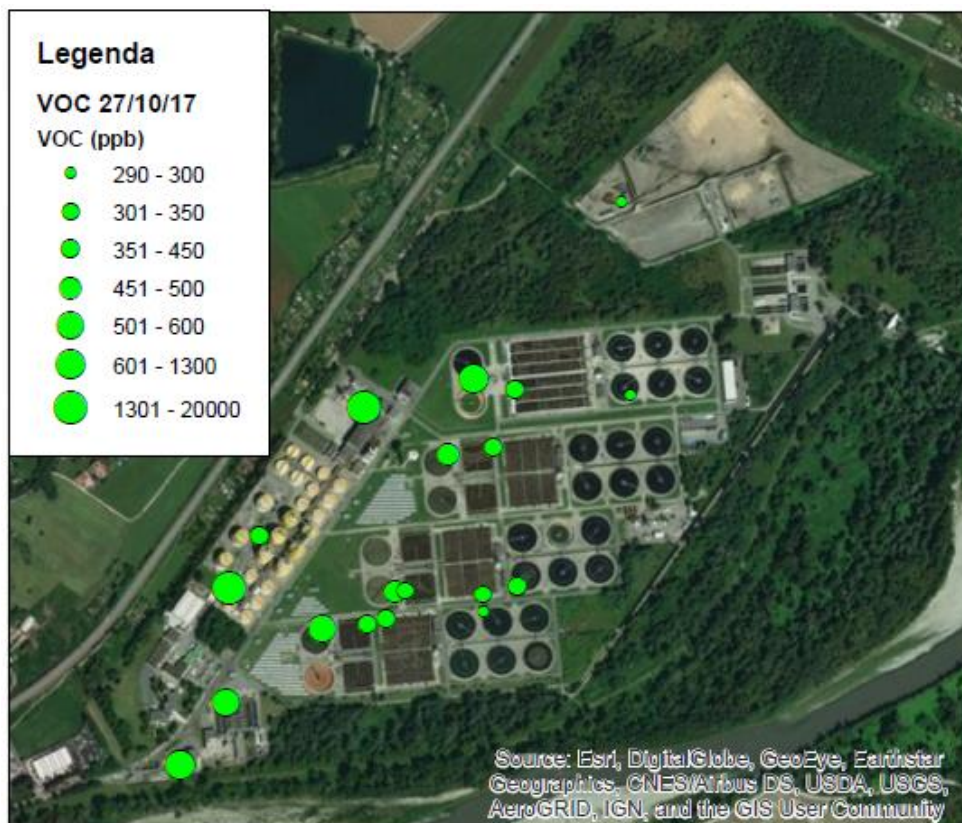 Legenda
VOC 27/10/17
VOC (ppb)
290 - 300
301 - 350
351 - 450
451 - 500
501 - 600
601 - 1300
1301 - 20000
Source: Esri, DigitalGlobe, GeoEye, Earthstar
Geographics, CNES/Airbus DS, USDA, USGS,
AeroGRID, IGN, and the GIS User Community